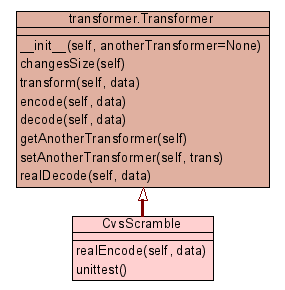 transformer.Transformer
__init__(self, anotherTransformer=None)
changesSize(self)
transform(self, data)
encode(self, data)
decode(self, data)
getAnotherTransformer(self)
setAnotherTransformer(self, trans)
realDecode(self, data)
CvsScramble
realEncode(self, data)
unittest()